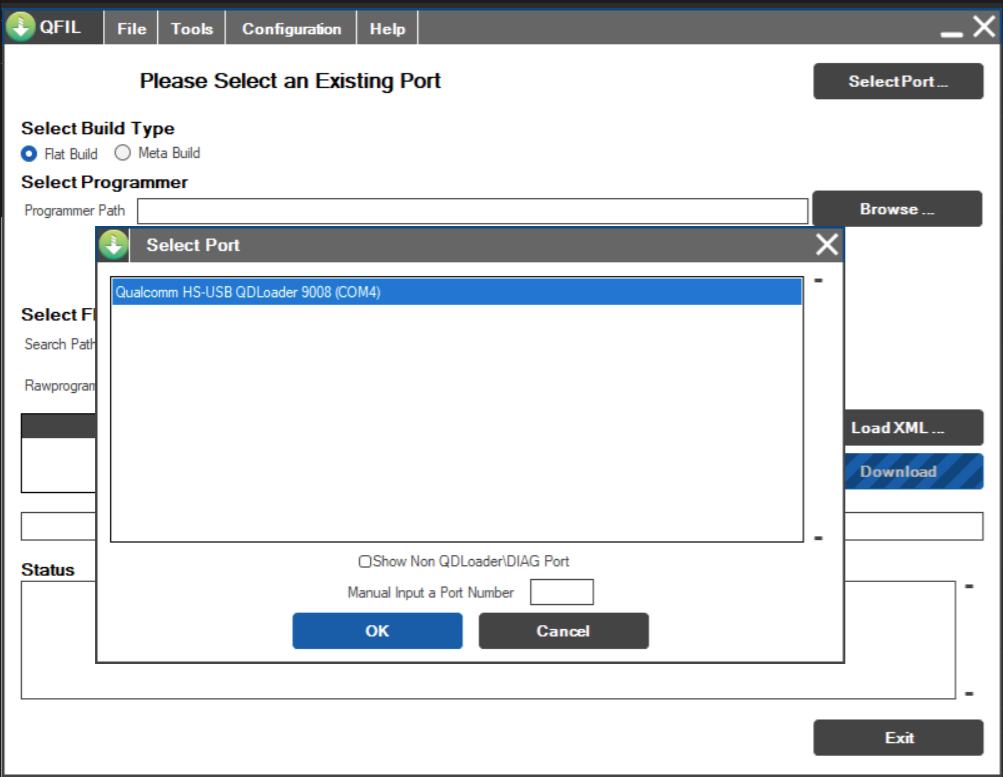 QFIL File Tools Configuration Help
Please Select an Existing Port Select Port ...
Select Build Type
Flat Build Meta Build
Select Programmer
Programmer Path Browse ...
Select Port
Qualcomm HS-USB QDLoader 9008 (COM4)
Select
Search Path
Load XML ...
Download
Show Non QDLoader\DIAG Port
Manual Input a Port Number
OK Cancel
Status
Exit